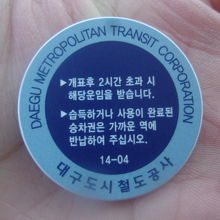 DAEGU METROPOLITAN TRANSIT CORPORATION
▸개표후 2시간 초과 시
해당운임을 받습니다.
▸습득하거나 사용이 완료된
승차권은 가까운 역에
반납하여 주십시오.
14-04
대구도시철도공사